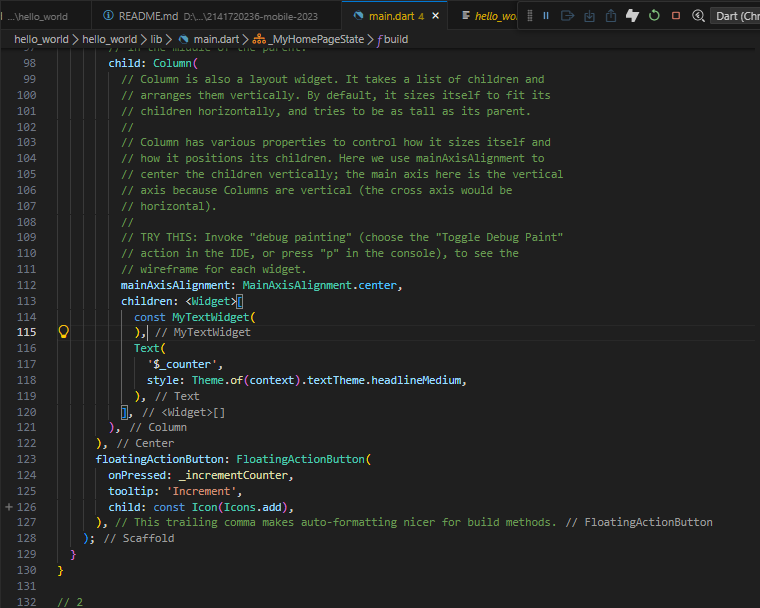 ...\hello_world README.md D:\...\2141720236-mobile-2023 main.dart 4 hello_wo Dart (Chr
hello_world > hello_world > lib > main.dart > _MyHomePageState > build
97 // in the middle of the parent.
98 child: Column(
99 // Column is also a layout widget. It takes a list of children and
100 // arranges them vertically. By default, it sizes itself to fit its
101 // children horizontally, and tries to be as tall as its parent.
102 //
103 // Column has various properties to control how it sizes itself and
104 // how it positions its children. Here we use mainAxisAlignment to
105 // center the children vertically; the main axis here is the vertical
106 // axis because Columns are vertical (the cross axis would be
107 // horizontal).
108 //
109 // TRY THIS: Invoke "debug painting" (choose the "Toggle Debug Paint"
110 // action in the IDE, or press "p" in the console), to see the
111 // wireframe for each widget.
112 mainAxisAlignment: MainAxisAlignment.center,
113 children: <Widget>[
114 const MyTextWidget(
115 ), // MyTextWidget
116 Text(
117 '$_counter',
118 style: Theme.of(context).textTheme.headlineMedium,
119 ), // Text
120 ], // <Widget>[]
121 ), // Column
122 ), // Center
123 floatingActionButton: FloatingActionButton(
124 onPressed: _incrementCounter,
125 tooltip: 'Increment',
126 child: const Icon(Icons.add),
127 ), // This trailing comma makes auto-formatting nicer for build methods. // FloatingActionButton
128 ); // Scaffold
129 }
130 }
131
132 // 2